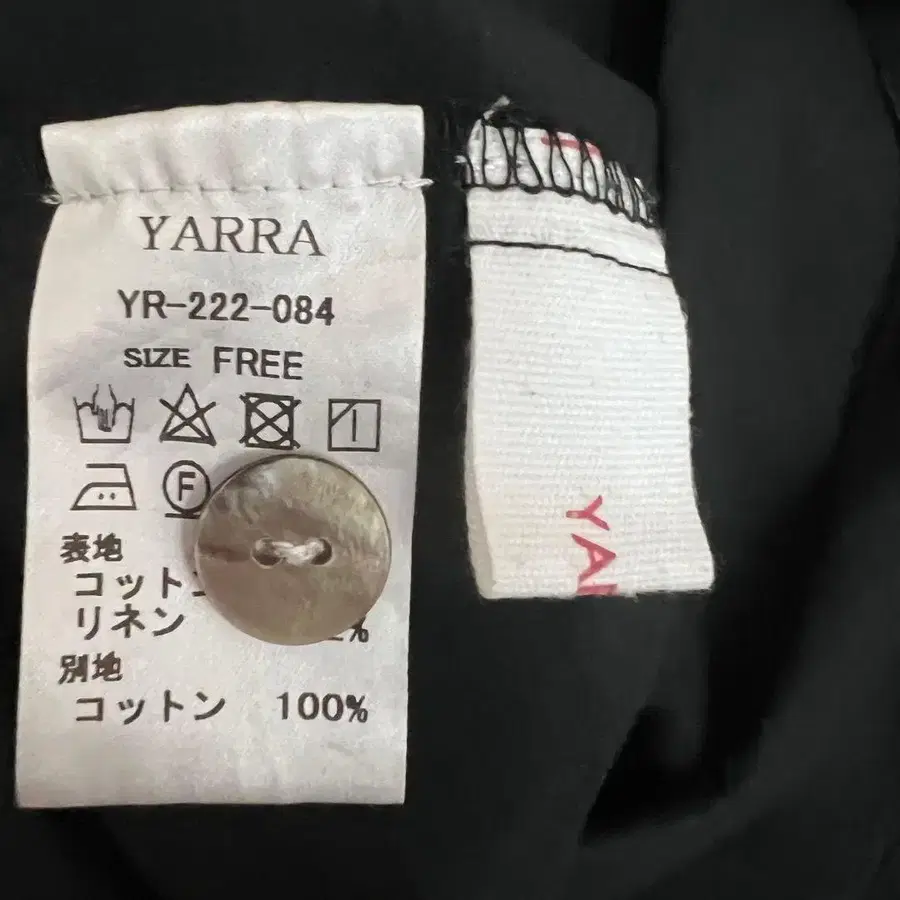 YARRA
YR-222-084
SIZE FREE
F
表地
コット
リネン %
別地
コットン 100%
YAR